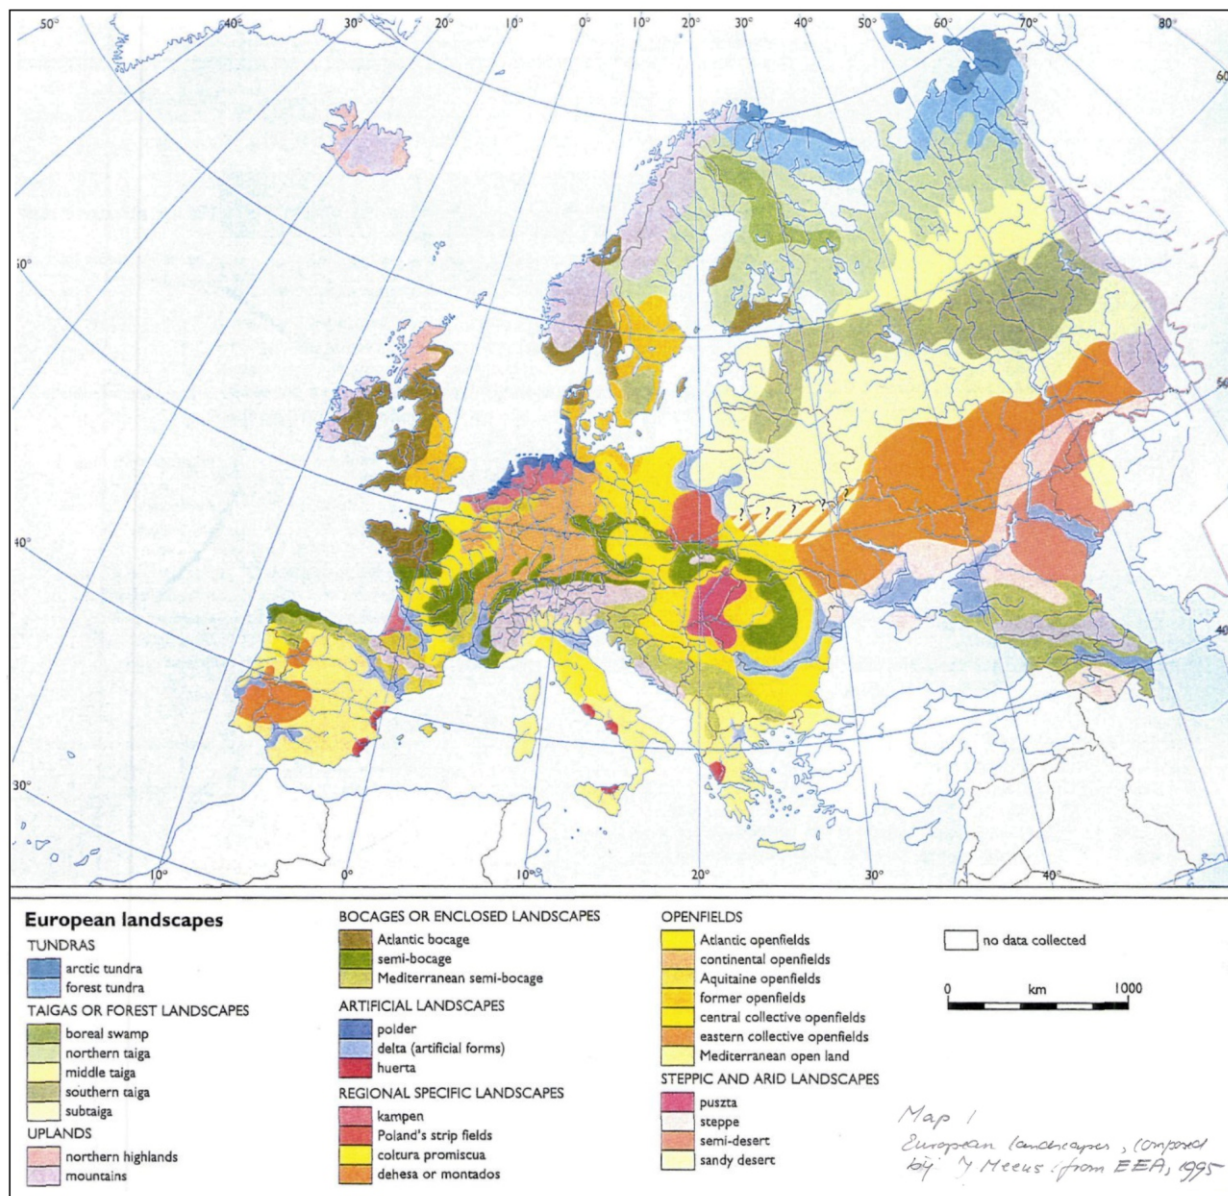 50° 40° 30° 20° 10° 0° 10° 20° 30° 40° 50° 60° 70° 80°
60
50°
50
40°
40
30°
10° 0° 10° 20° 30° 40°
? ? ? ? ?
European landscapes
TUNDRAS
arctic tundra
forest tundra
TAIGAS OR FOREST LANDSCAPES
boreal swamp
northern taiga
middle taiga
southern taiga
subtaiga
UPLANDS
northern highlands
mountains
BOCAGES OR ENCLOSED LANDSCAPES
Atlantic bocage
semi-bocage
Mediterranean semi-bocage
ARTIFICIAL LANDSCAPES
polder
delta (artificial forms)
huerta
REGIONAL SPECIFIC LANDSCAPES
kampen
Poland's strip fields
coltura promiscua
dehesa or montados
OPENFIELDS
Atlantic openfields
continental openfields
Aquitaine openfields
former openfields
central collective openfields
eastern collective openfields
Mediterranean open land
STEPPIC AND ARID LANDSCAPES
puszta
steppe
semi-desert
sandy desert
no data collected
0 km 1000
Map 1
European landscapes, composed
by J Meeus from EEA, 1995